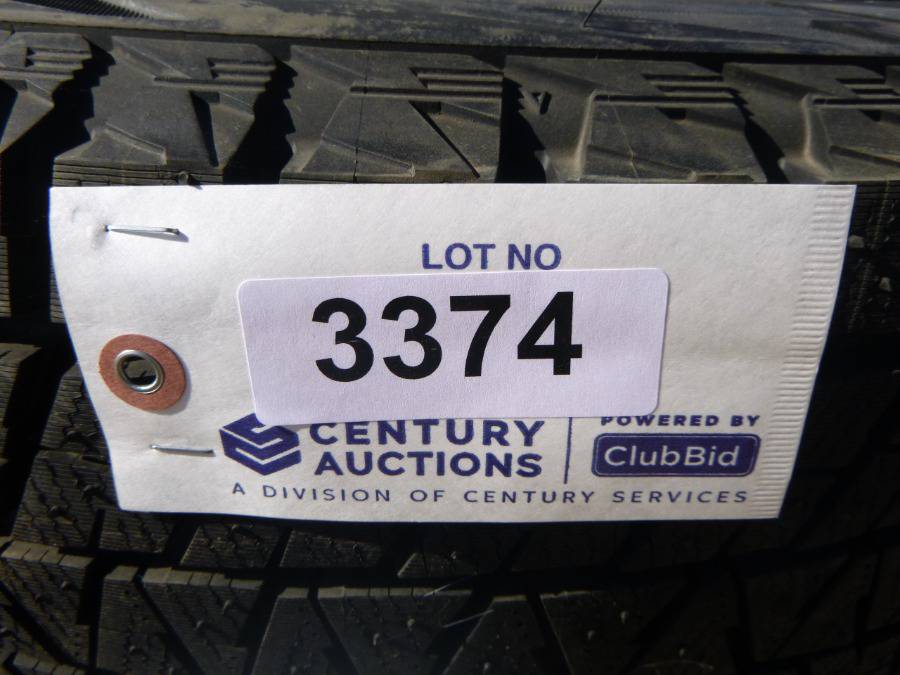 LOT NO
3374
CENTURY
AUCTIONS
POWERED BY
ClubBid
A DIVISION OF CENTURY SERVICES